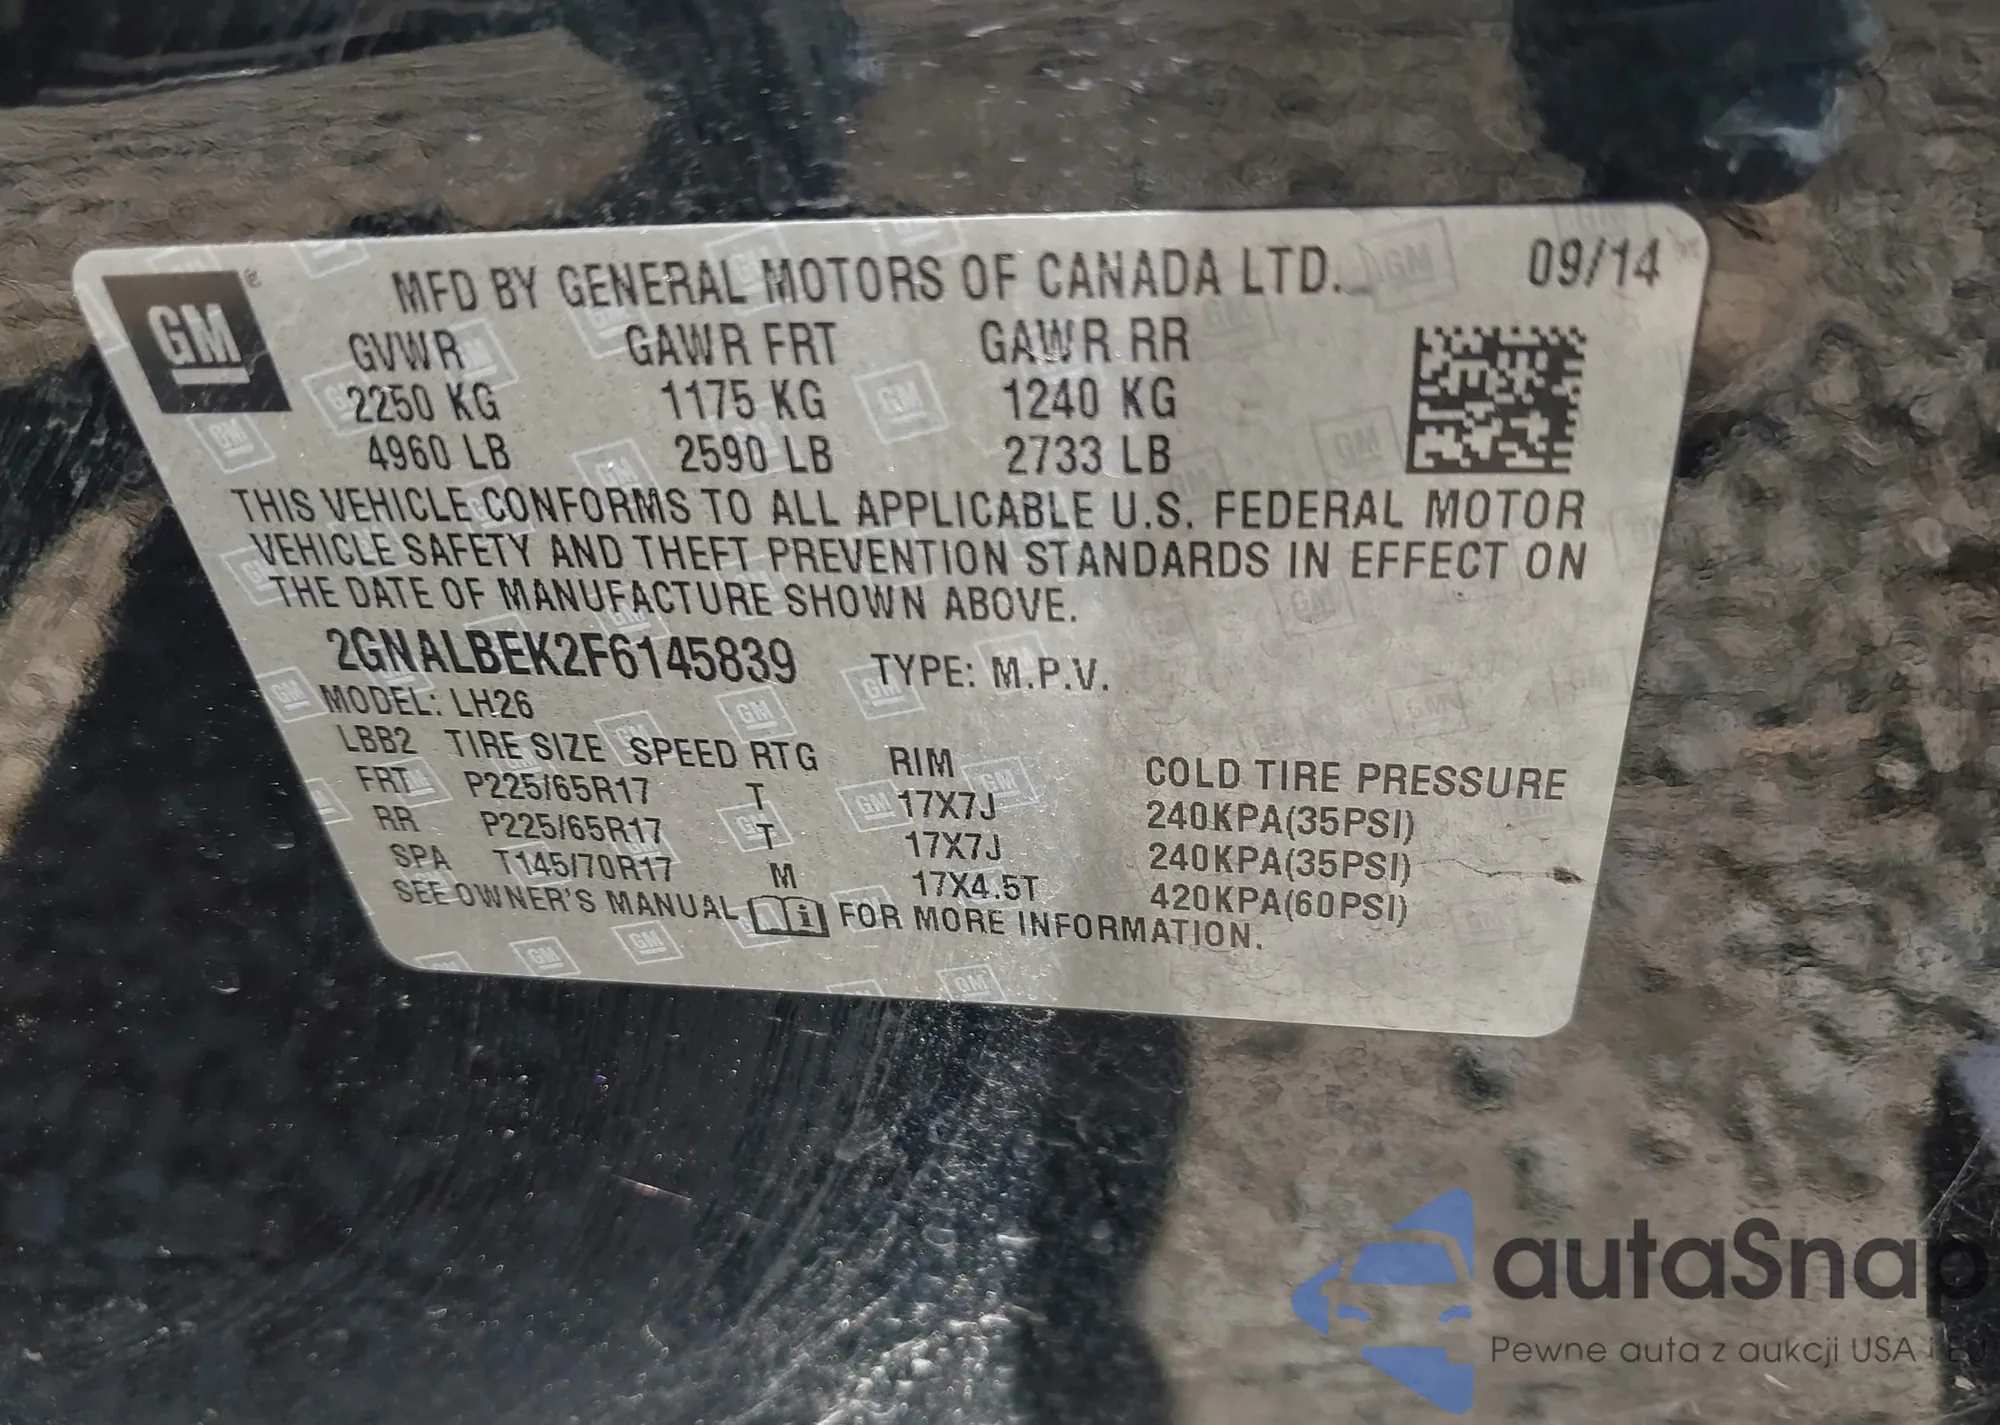 GM ®
MFD BY GENERAL MOTORS OF CANADA LTD. 09/14
GVWR GAWR FRT GAWR RR
2250 KG 1175 KG 1240 KG
4960 LB 2590 LB 2733 LB
THIS VEHICLE CONFORMS TO ALL APPLICABLE U.S. FEDERAL MOTOR
VEHICLE SAFETY AND THEFT PREVENTION STANDARDS IN EFFECT ON
THE DATE OF MANUFACTURE SHOWN ABOVE.
2GNALBEK2F6145839 TYPE: M.P.V.
MODEL: LH26
LBB2 TIRE SIZE SPEED RTG RIM COLD TIRE PRESSURE
FRT P225/65R17 T 17X7J 240KPA(35PSI)
RR P225/65R17 T 17X7J 240KPA(35PSI)
SPA T145/70R17 M 17X4.5T 420KPA(60PSI)
SEE OWNER'S MANUAL i FOR MORE INFORMATION.
autaSnap
Pewne auta z aukcji USA i EU